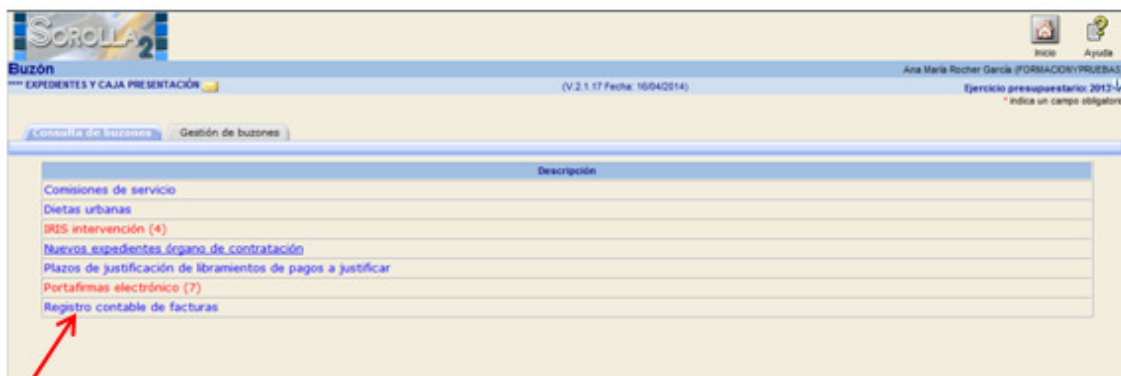 SOROLLA2
Inicio Ayuda
Buzón
Ana María Rocher García (FORMACIONYPRUEBAS
**** EXPEDIENTES Y CAJA PRESENTACIÓN
(V.2.1.17 Fecha: 16/04/2014)
Ejercicio presupuestario: 2013
* indica un campo obligatorio
Consulta de buzones
Gestión de buzones
Descripción
Comisiones de servicio
Dietas urbanas
IRIS intervención (4)
Nuevos expedientes órgano de contratación
Plazos de justificación de libramientos de pagos a justificar
Portafirmas electrónico (7)
Registro contable de facturas